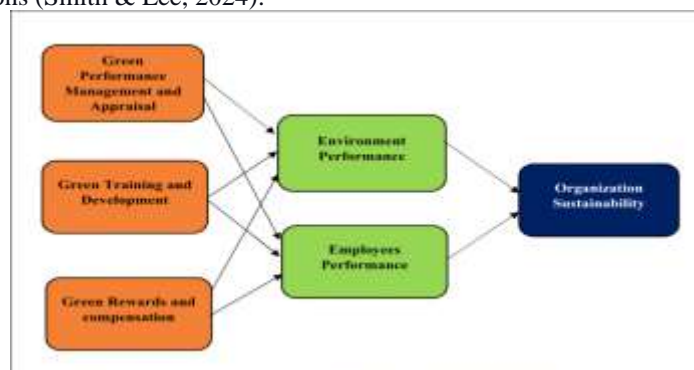 ons (Smith & Lee, 2024).
Green
Performance
Management and
Appraisal
Green Training and
Development
Green Rewards and
compensation
Environment
Performance
Employees
Performance
Organization
Sustainability